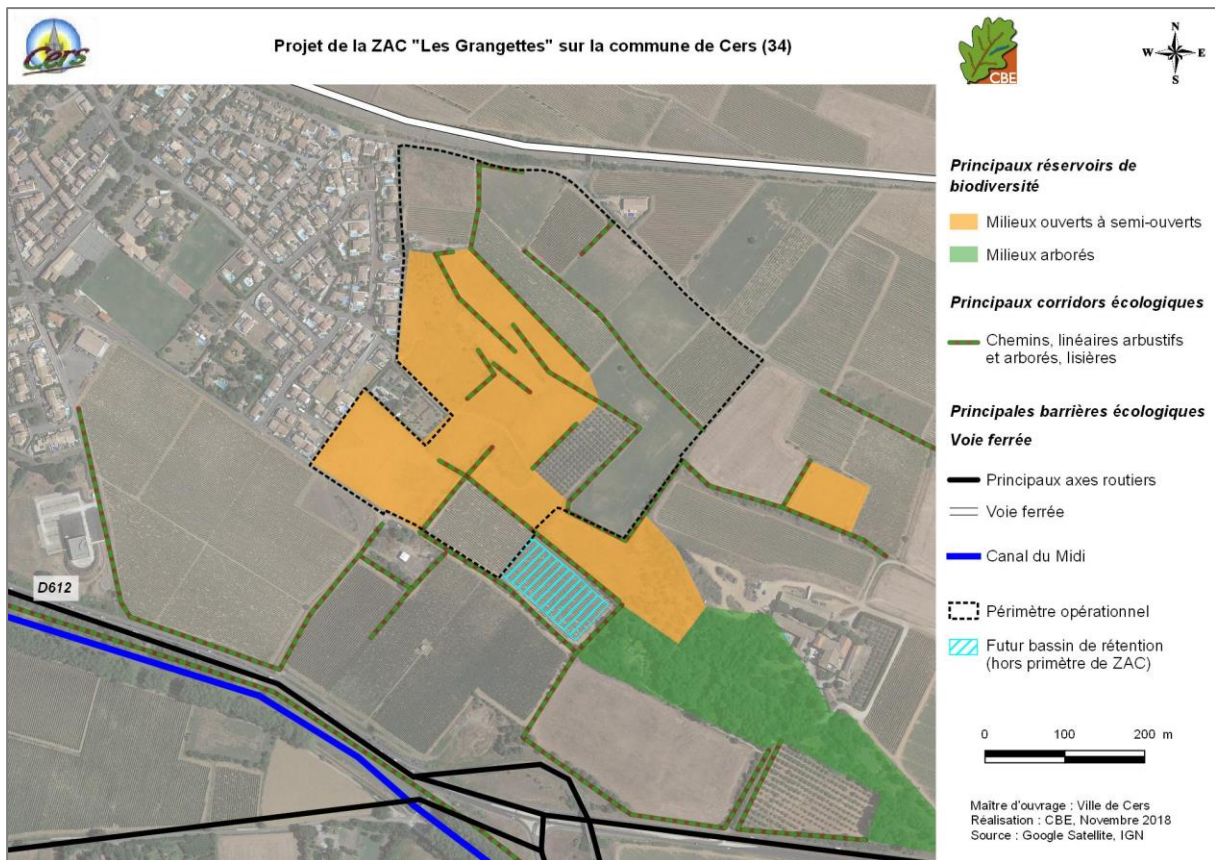 Cers
Projet de la ZAC "Les Grangettes" sur la commune de Cers (34)
CBE
N
W E
S
Principaux réservoirs de
biodiversité
Milieux ouverts à semi-ouverts
Milieux arborés
Principaux corridors écologiques
Chemins, linéaires arbustifs
et arborés, lisières
Principales barrières écologiques
Voie ferrée
Principaux axes routiers
Voie ferrée
Canal du Midi
Périmètre opérationnel
Futur bassin de rétention
(hors primètre de ZAC)
0 100 200 m
Maître d'ouvrage : Ville de Cers
Réalisation : CBE, Novembre 2018
Source : Google Satellite, IGN
D612